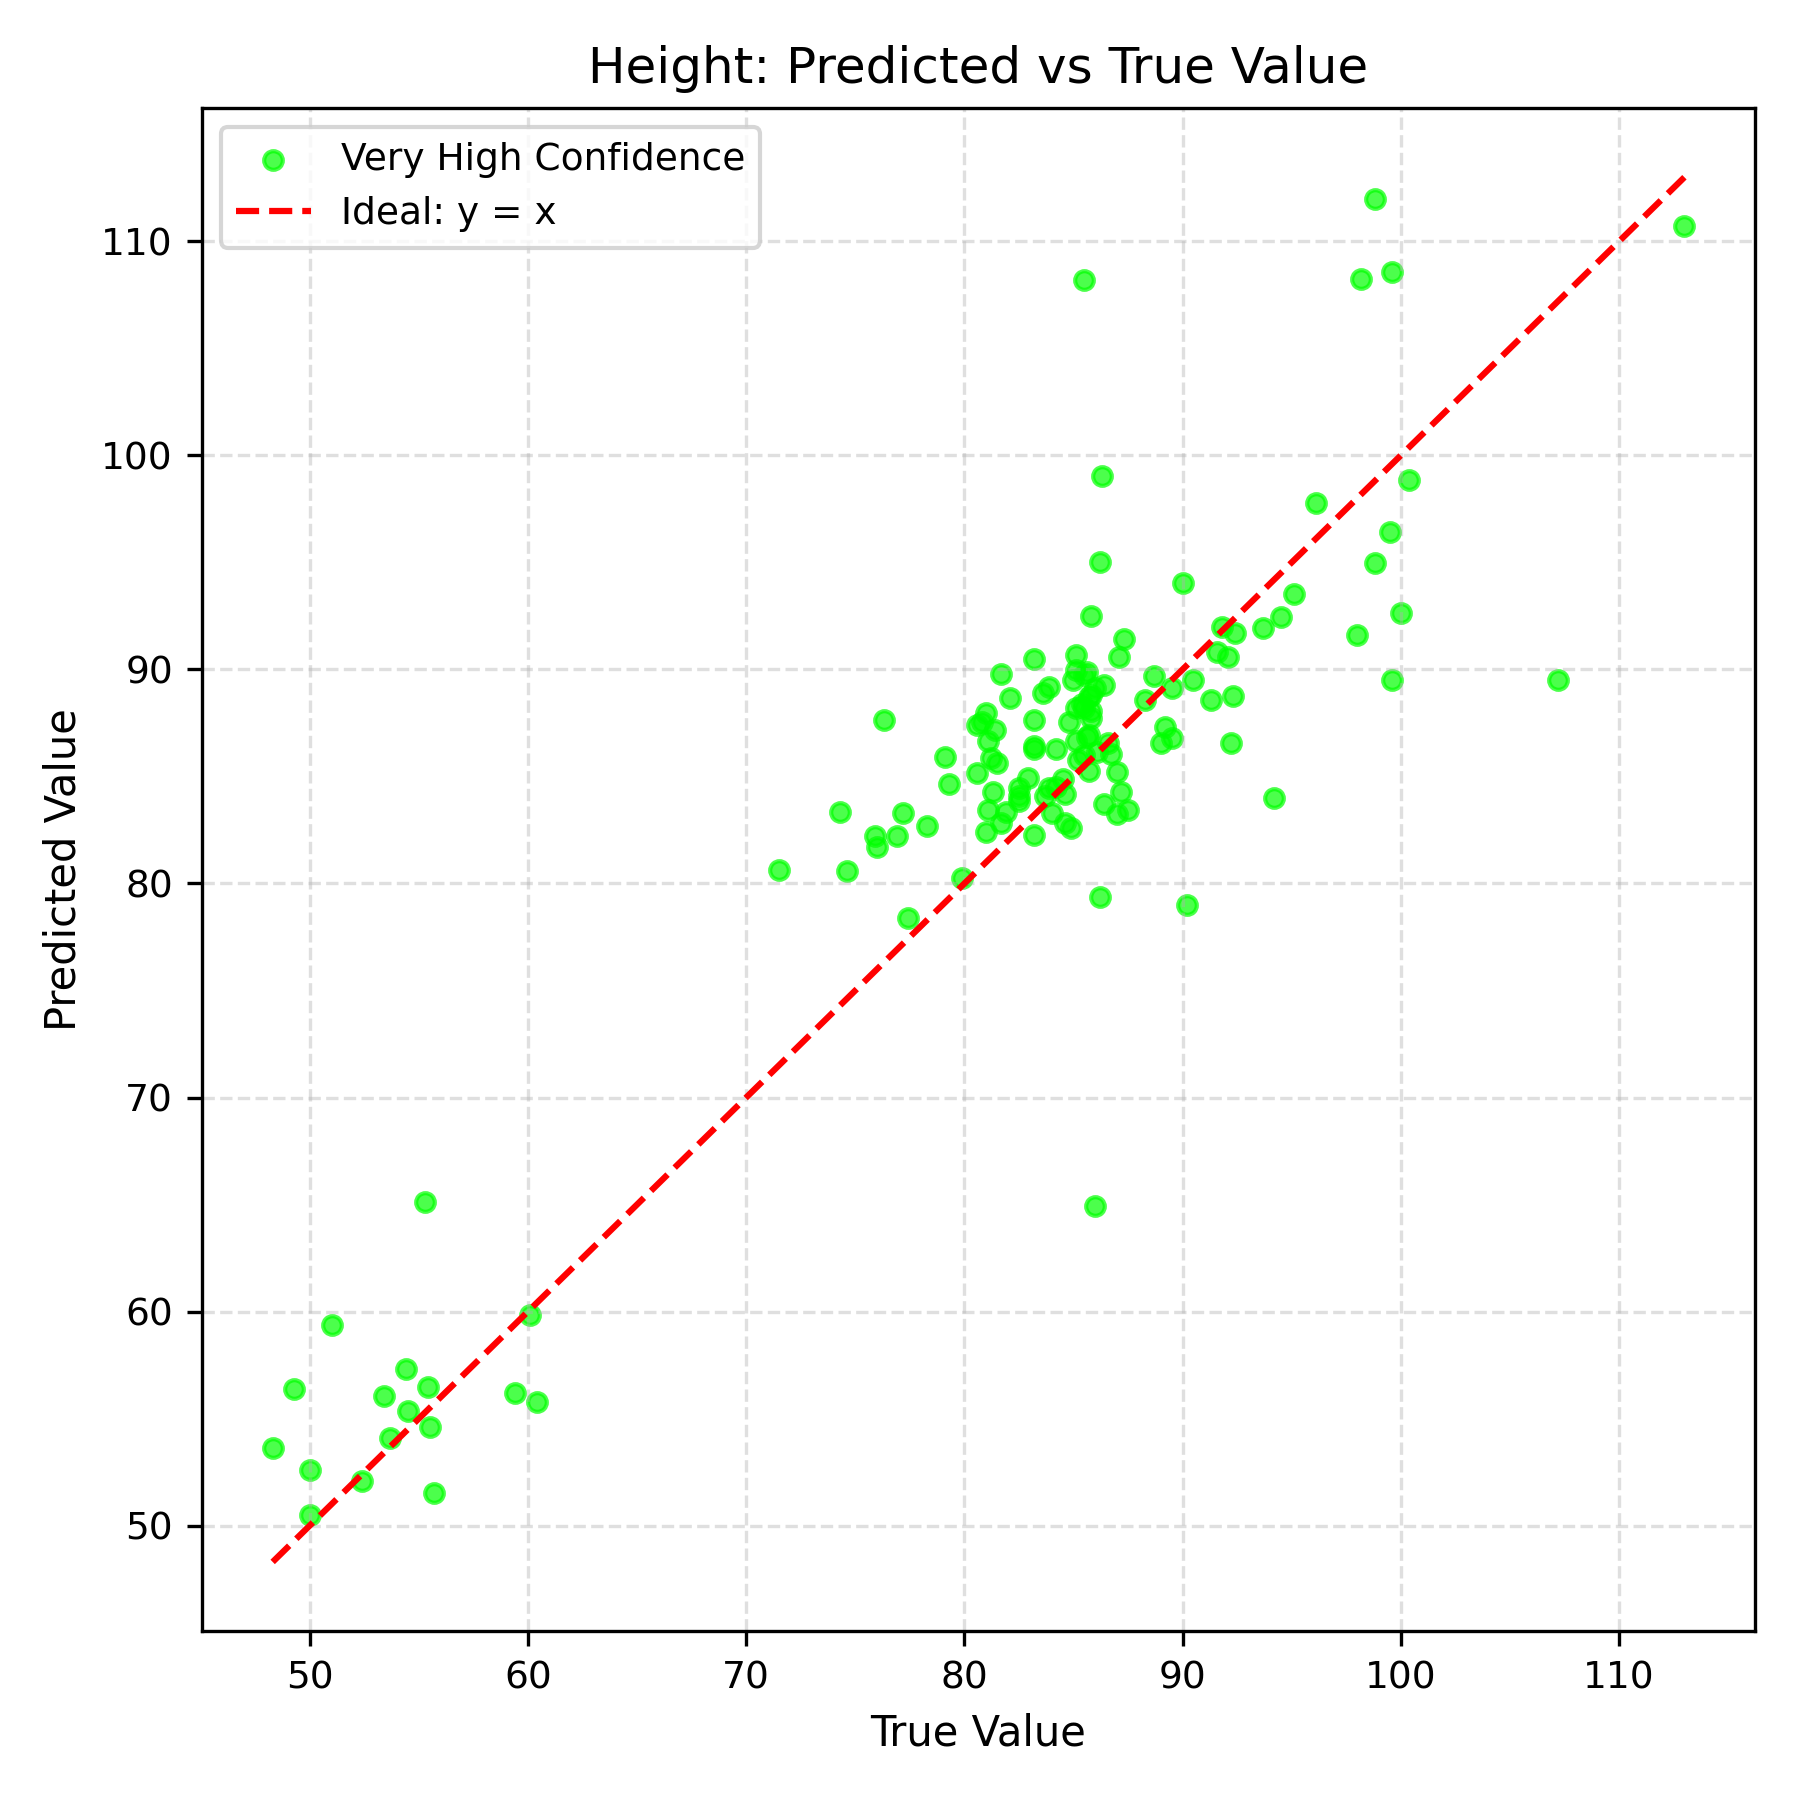 Height: Predicted vs True Value
Very High Confidence
Ideal: y = x
110
100
90
80
70
60
50
Predicted Value
50 60 70 80 90 100 110
True Value